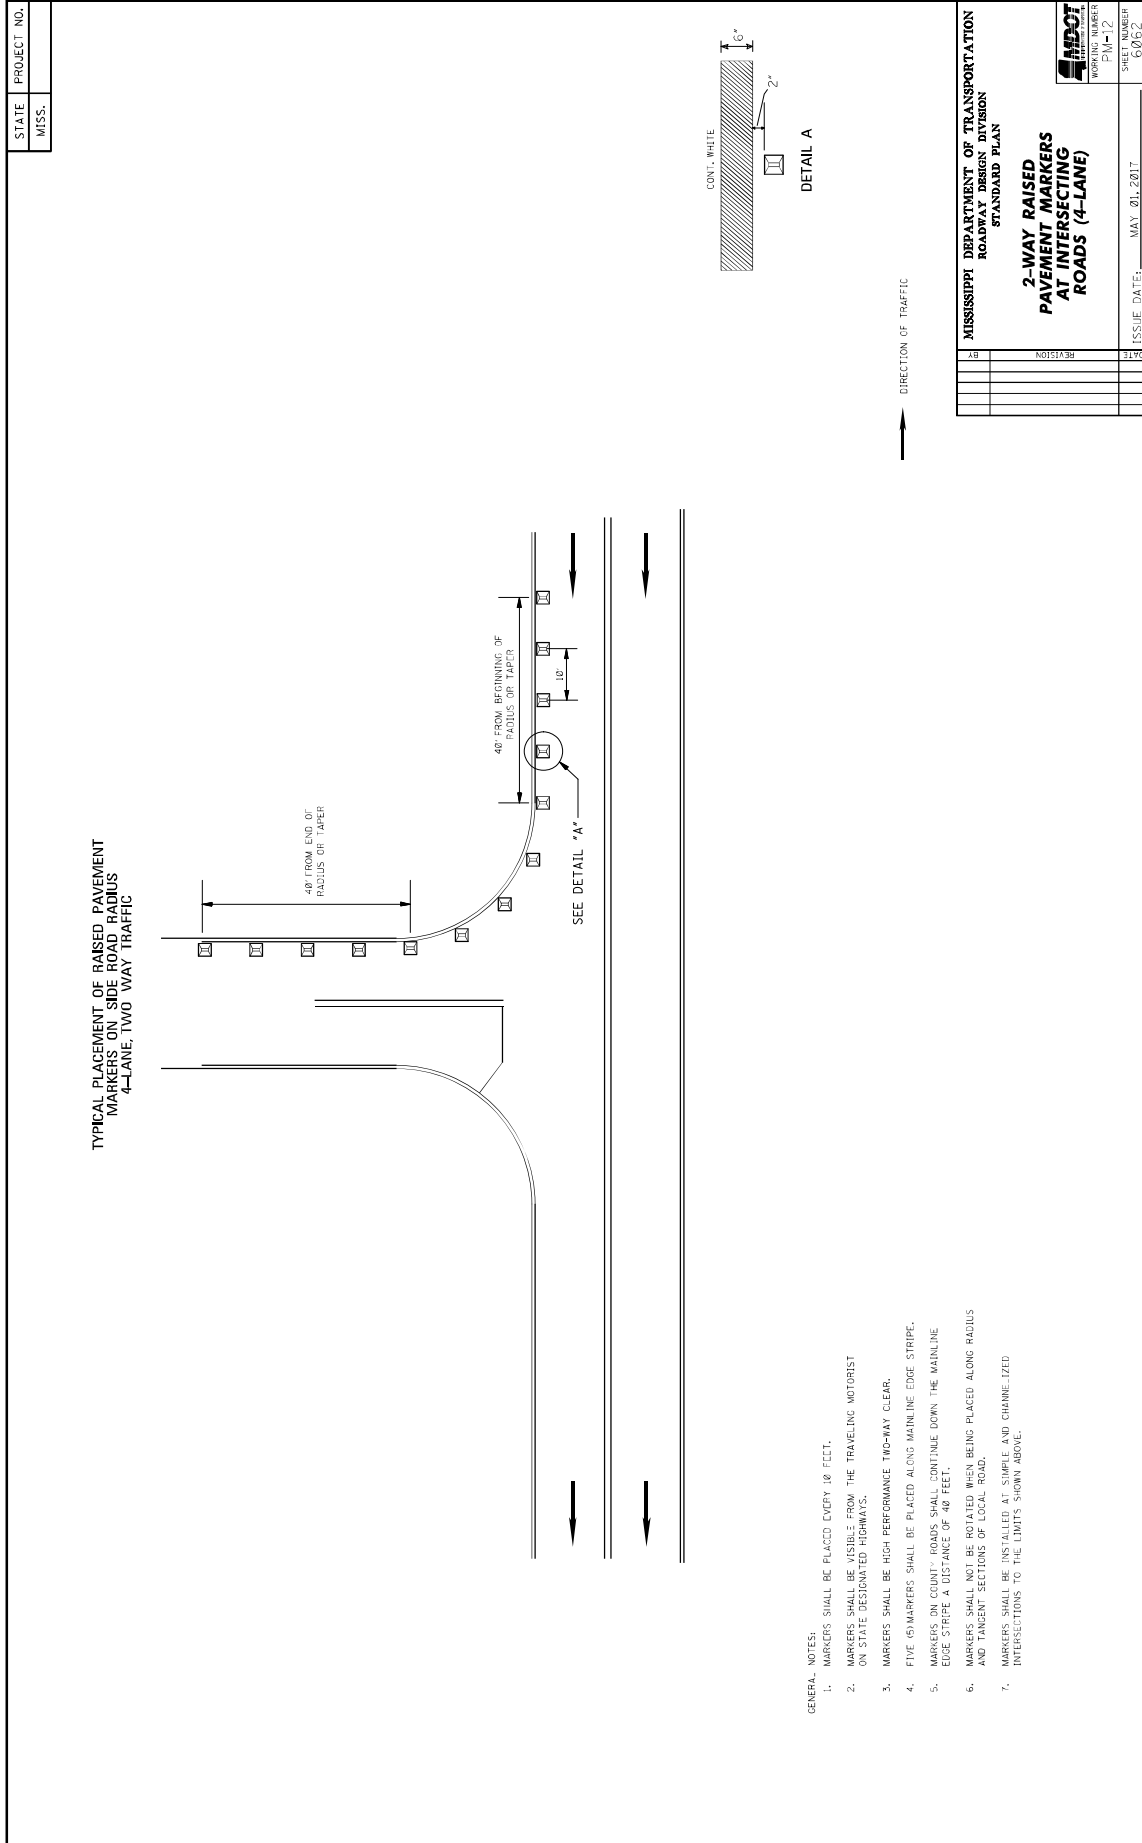 STATE
PROJECT NO.
MISS.
TYPICAL PLACEMENT OF RAISED PAVEMENT
MARKERS ON SIDE ROAD RADIUS
4-LANE, TWO WAY TRAFFIC
40' FROM END OF
RADIUS OR TAPER
40' FROM BEGINNING OF
RADIUS OR TAPER
10'
SEE DETAIL "A"
CONT. WHITE
6"
2"
DETAIL A
DIRECTION OF TRAFFIC
GENERAL NOTES:
1. MARKERS SHALL BE PLACED EVERY 10 FEET.
2. MARKERS SHALL BE VISIBLE FROM THE TRAVELING MOTORIST
ON STATE DESIGNATED HIGHWAYS.
3. MARKERS SHALL BE HIGH PERFORMANCE TWO-WAY CLEAR.
4. FIVE (5) MARKERS SHALL BE PLACED ALONG MAINLINE EDGE STRIPE.
5. MARKERS ON COUNTY ROADS SHALL CONTINUE DOWN THE MAINLINE
EDGE STRIPE A DISTANCE OF 40 FEET.
6. MARKERS SHALL NOT BE ROTATED WHEN BEING PLACED ALONG RADIUS
AND TANGENT SECTIONS OF LOCAL ROAD.
7. MARKERS SHALL BE INSTALLED AT SIMPLE AND CHANNELIZED
INTERSECTIONS TO THE LIMITS SHOWN ABOVE.
BY
REVISION
DATE
MISSISSIPPI DEPARTMENT OF TRANSPORTATION
ROADWAY DESIGN DIVISION
STANDARD PLAN
2-WAY RAISED
PAVEMENT MARKERS
AT INTERSECTING
ROADS (4-LANE)
ISSUE DATE: MAY 01, 2017
MDOT
WORKING NUMBER
PM-12
SHEET NUMBER
6062